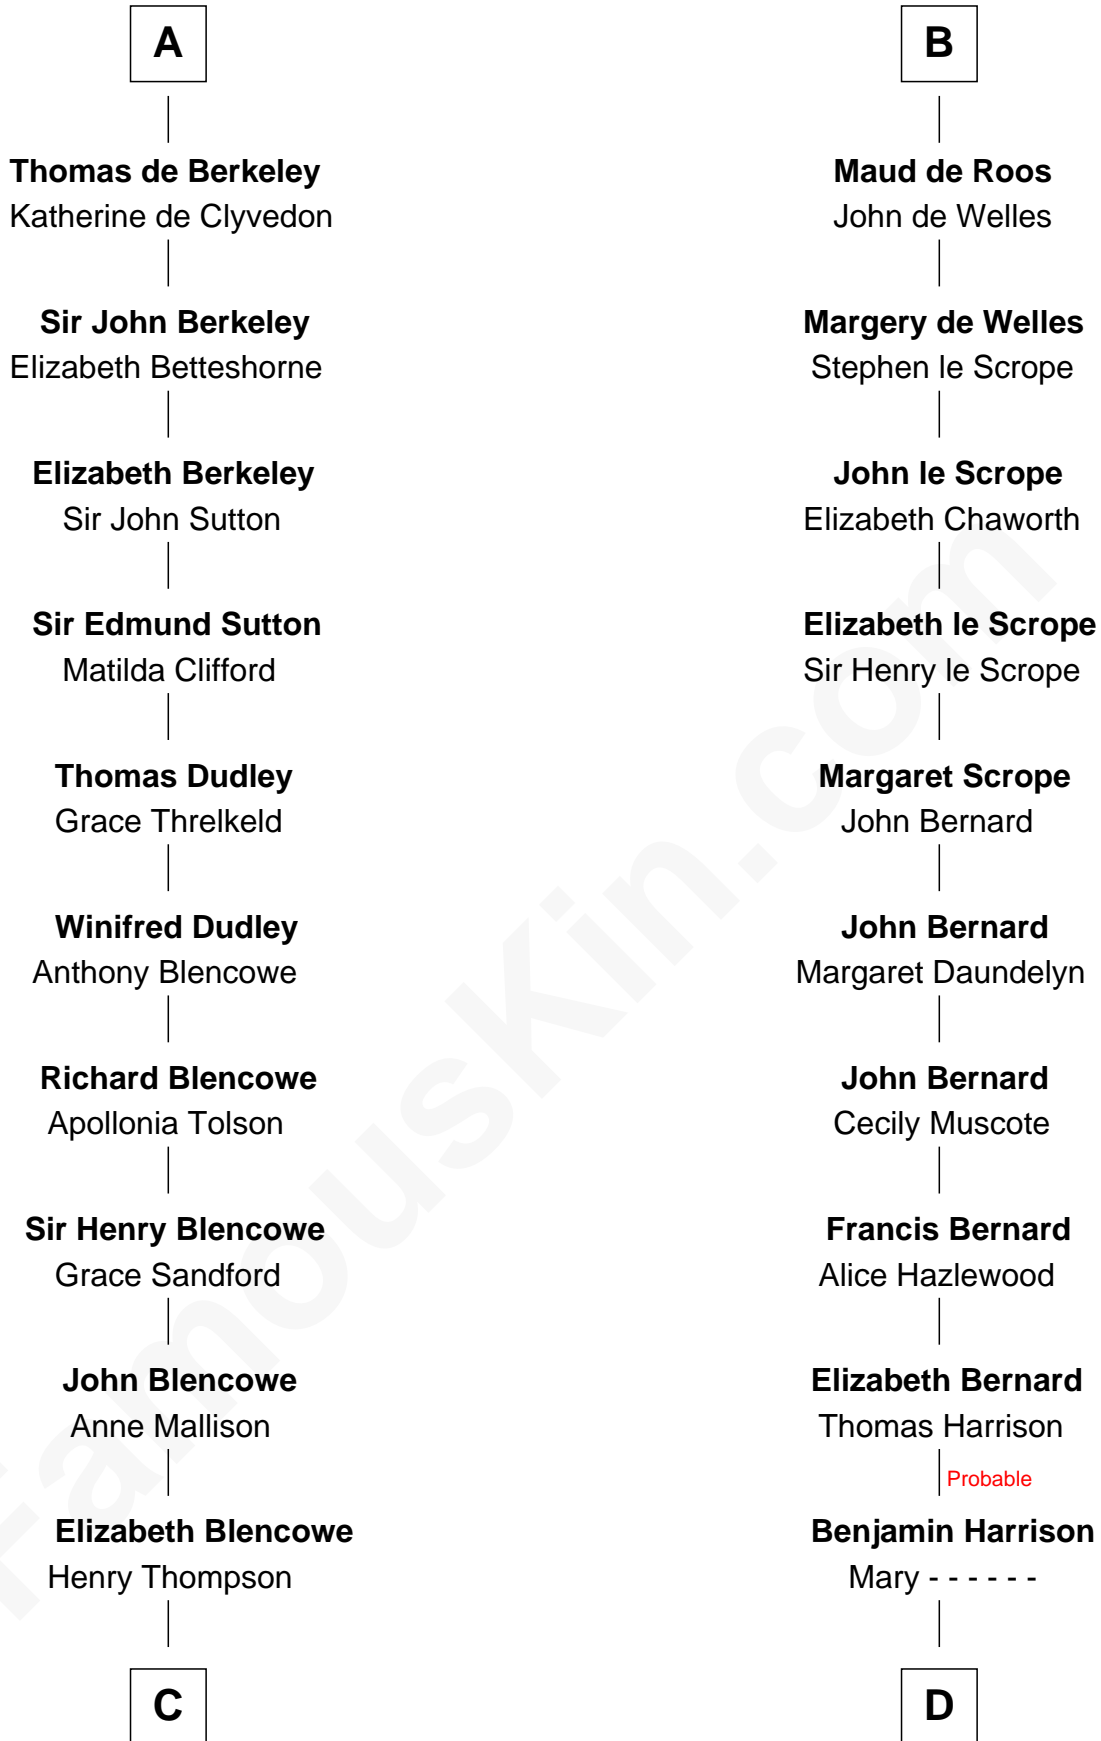 A
Thomas de Berkeley
Katherine de Clyvedon
Sir John Berkeley
Elizabeth Betteshorne
Elizabeth Berkeley
Sir John Sutton
Sir Edmund Sutton
Matilda Clifford
Thomas Dudley
Grace Threlkeld
Winifred Dudley
Anthony Blencowe
Richard Blencowe
Apollonia Tolson
Sir Henry Blencowe
Grace Sandford
John Blencowe
Anne Mallison
Elizabeth Blencowe
Henry Thompson
C
B
Maud de Roos
John de Welles
Margery de Welles
Stephen le Scrope
John le Scrope
Elizabeth Chaworth
Elizabeth le Scrope
Sir Henry le Scrope
Margaret Scrope
John Bernard
John Bernard
Margaret Daundelyn
John Bernard
Cecily Muscote
Francis Bernard
Alice Hazlewood
Elizabeth Bernard
Thomas Harrison
Probable
Benjamin Harrison
Mary - - - - - -
D
FamousKin.com